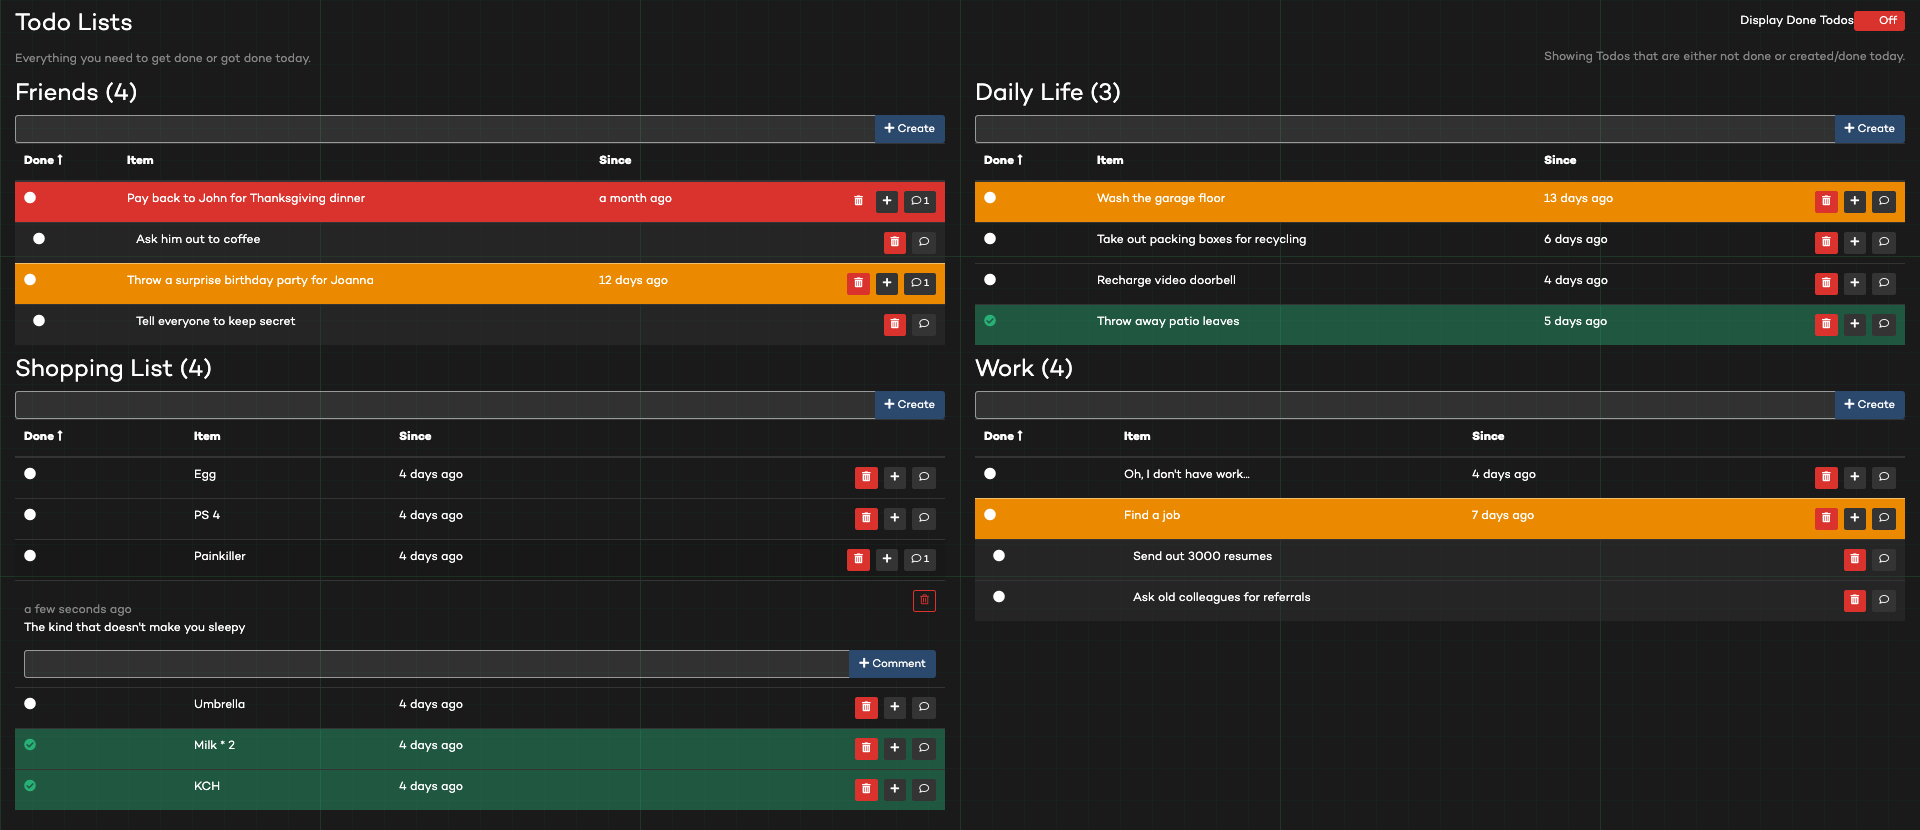 Todo Lists
Display Done Todos Off
Everything you need to get done or got done today.
Showing Todos that are either not done or created/done today.
Friends (4)
Create
Done Item Since
Pay back to John for Thanksgiving dinner a month ago 1
Ask him out to coffee
Throw a surprise birthday party for Joanna 12 days ago 1
Tell everyone to keep secret
Daily Life (3)
Create
Done Item Since
Wash the garage floor 13 days ago
Take out packing boxes for recycling 6 days ago
Recharge video doorbell 4 days ago
Throw away patio leaves 5 days ago
Shopping List (4)
Create
Done Item Since
Egg 4 days ago
PS 4 4 days ago
Painkiller 4 days ago 1
a few seconds ago
The kind that doesn't make you sleepy
Comment
Umbrella 4 days ago
Milk * 2 4 days ago
KCH 4 days ago
Work (4)
Create
Done Item Since
Oh, I don't have work... 4 days ago
Find a job 7 days ago
Send out 3000 resumes
Ask old colleagues for referrals